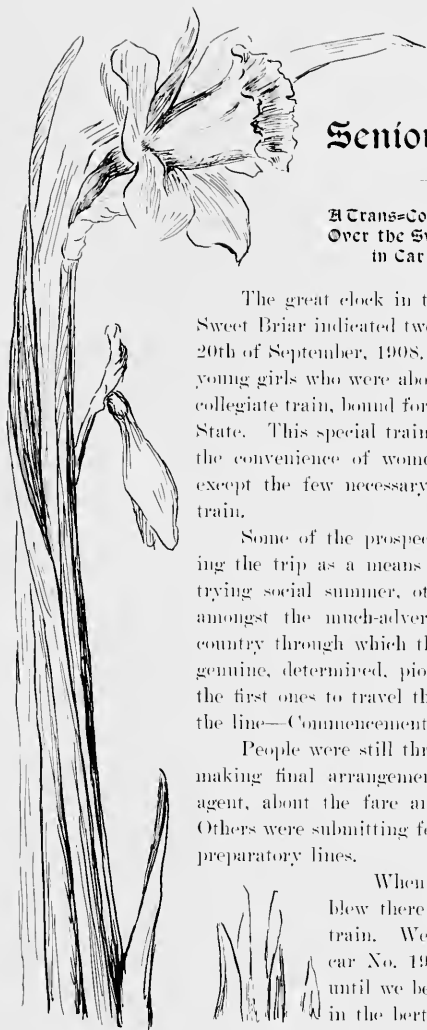 Senior
A Trans=Co
Over the Sw
in Car
The great clock in t
Sweet Briar indicated tw
20th of September, 1908.
young girls who were abo
collegiate train, bound for
State. This special train
the convenience of wome
except the few necessary
train.
Some of the prospec
ing the trip as a means
trying social summer, ot
amongst the much-adver
country through which th
genuine, determined, pio
the first ones to travel th
the line—Commencement
People were still thr
making final arrangemen
agent, about the fare an
Others were submitting fo
preparatory lines.
When
blew there
train. We
car No. 19
until we be
in the bert